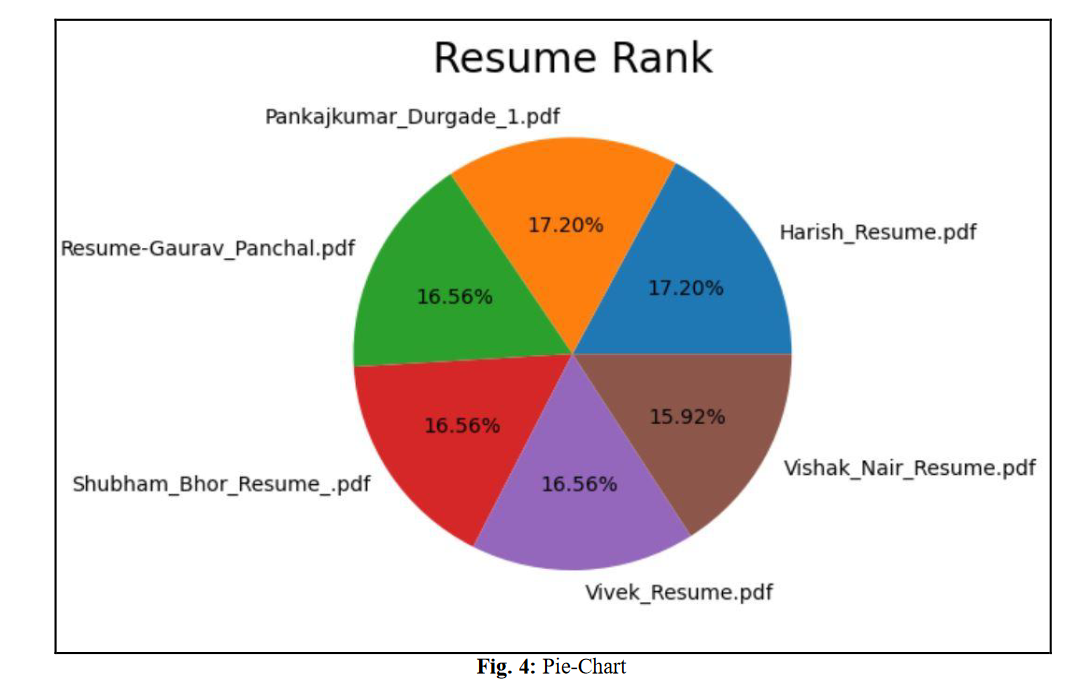 Resume Rank
Pankajkumar_Durgade_1.pdf
17.20%
Harish_Resume.pdf
Resume-Gaurav_Panchal.pdf
17.20%
16.56%
15.92%
16.56%
Vishak_Nair_Resume.pdf
Shubham_Bhor_Resume_.pdf
16.56%
Vivek_Resume.pdf
Fig. 4: Pie-Chart